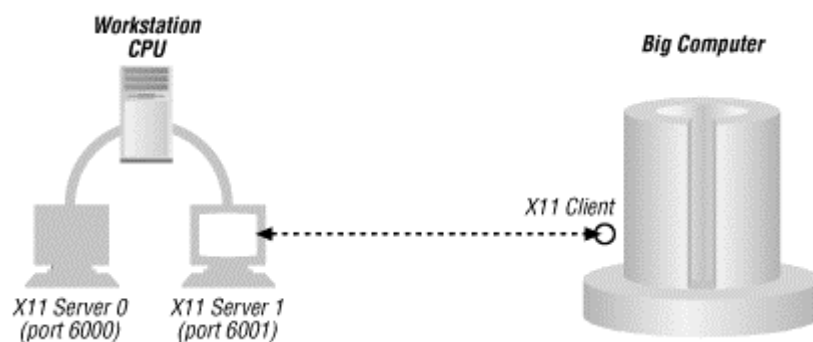 Workstation
CPU
Big Computer
X11 Client
X11 Server 0
(port 6000)
X11 Server 1
(port 6001)